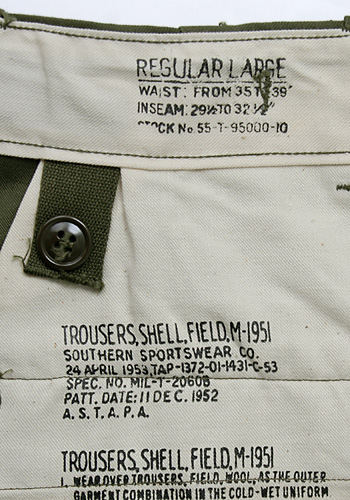 REGULAR LARGE
WAIST: FROM 35 TO 39"
INSEAM: 29½ TO 32½"
STOCK No 55-T-95000-10
TROUSERS, SHELL, FIELD, M-1951
SOUTHERN SPORTSWEAR CO.
24 APRIL 1953, TAP-1372-01-1431-C-53
SPEC. NO. MIL-T-20608
PATT. DATE: 11 DEC. 1952
A.S.T.A.P.A.
TROUSERS, SHELL, FIELD, M-1951
1. WEAR OVER TROUSERS, FIELD, WOOL, AS THE OUTER
GARMENT COMBINATION IN THE COLD-WET UNIFORM